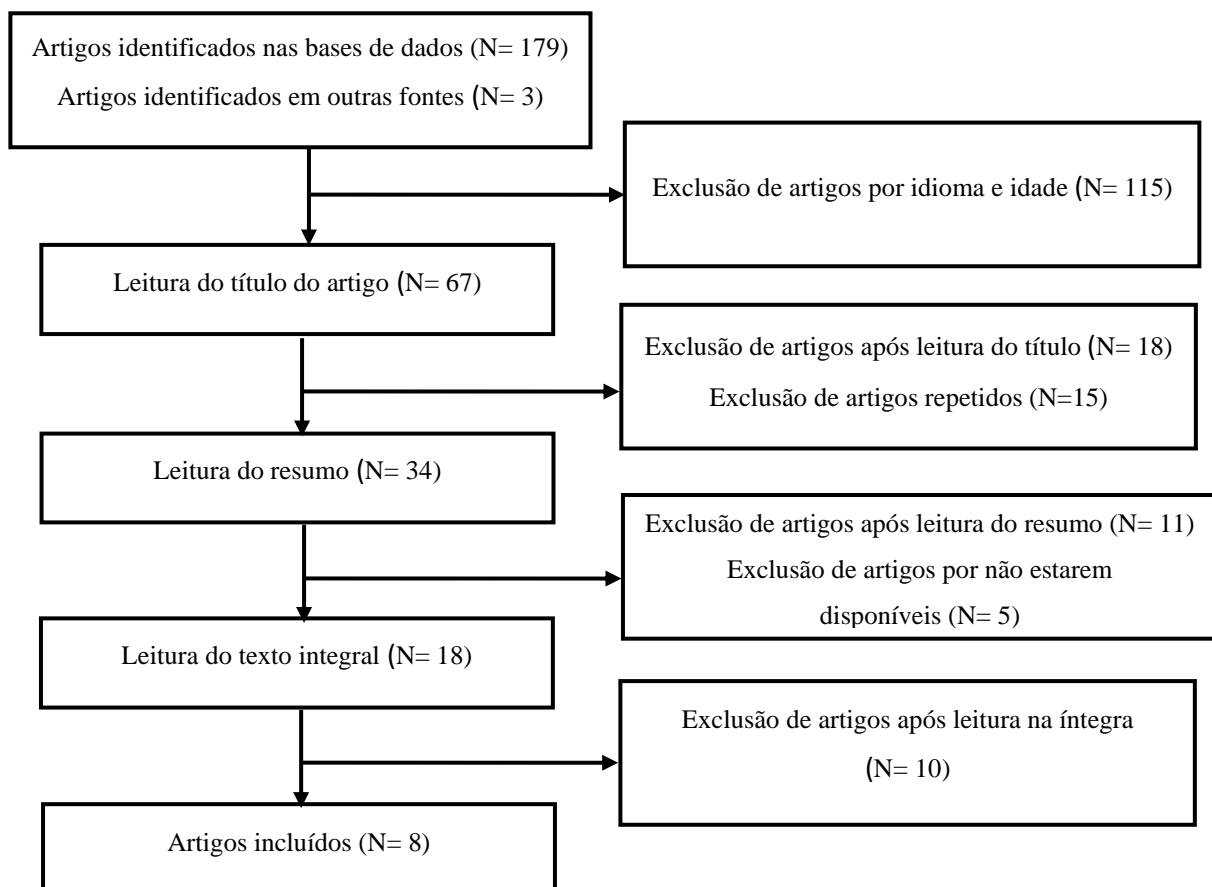 Artigos identificados nas bases de dados (N= 179)
Artigos identificados em outras fontes (N= 3)
Exclusão de artigos por idioma e idade (N= 115)
Leitura do título do artigo (N= 67)
Exclusão de artigos após leitura do título (N= 18)
Exclusão de artigos repetidos (N=15)
Leitura do resumo (N= 34)
Exclusão de artigos após leitura do resumo (N= 11)
Exclusão de artigos por não estarem
disponíveis (N= 5)
Leitura do texto integral (N= 18)
Exclusão de artigos após leitura na íntegra
(N= 10)
Artigos incluídos (N= 8)